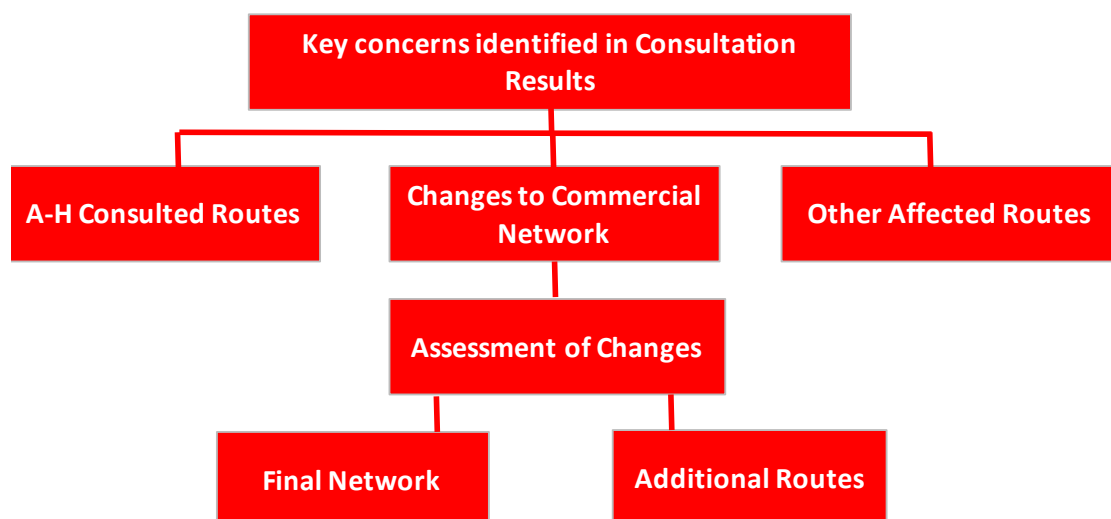 Key concerns identified in Consultation
Results
A-H Consulted Routes
Changes to Commercial
Network
Other Affected Routes
Assessment of Changes
Final Network
Additional Routes